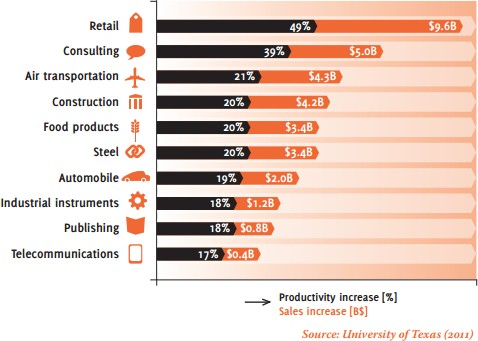 Retail 49% $9.6B
Consulting 39% $5.0B
Air transportation 21% $4.3B
Construction 20% $4.2B
Food products 20% $3.4B
Steel 20% $3.4B
Automobile 19% $2.0B
Industrial instruments 18% $1.2B
Publishing 18% $0.8B
Telecommunications 17% $0.4B
Productivity increase [%]
Sales increase [B$]
Source: University of Texas (2011)